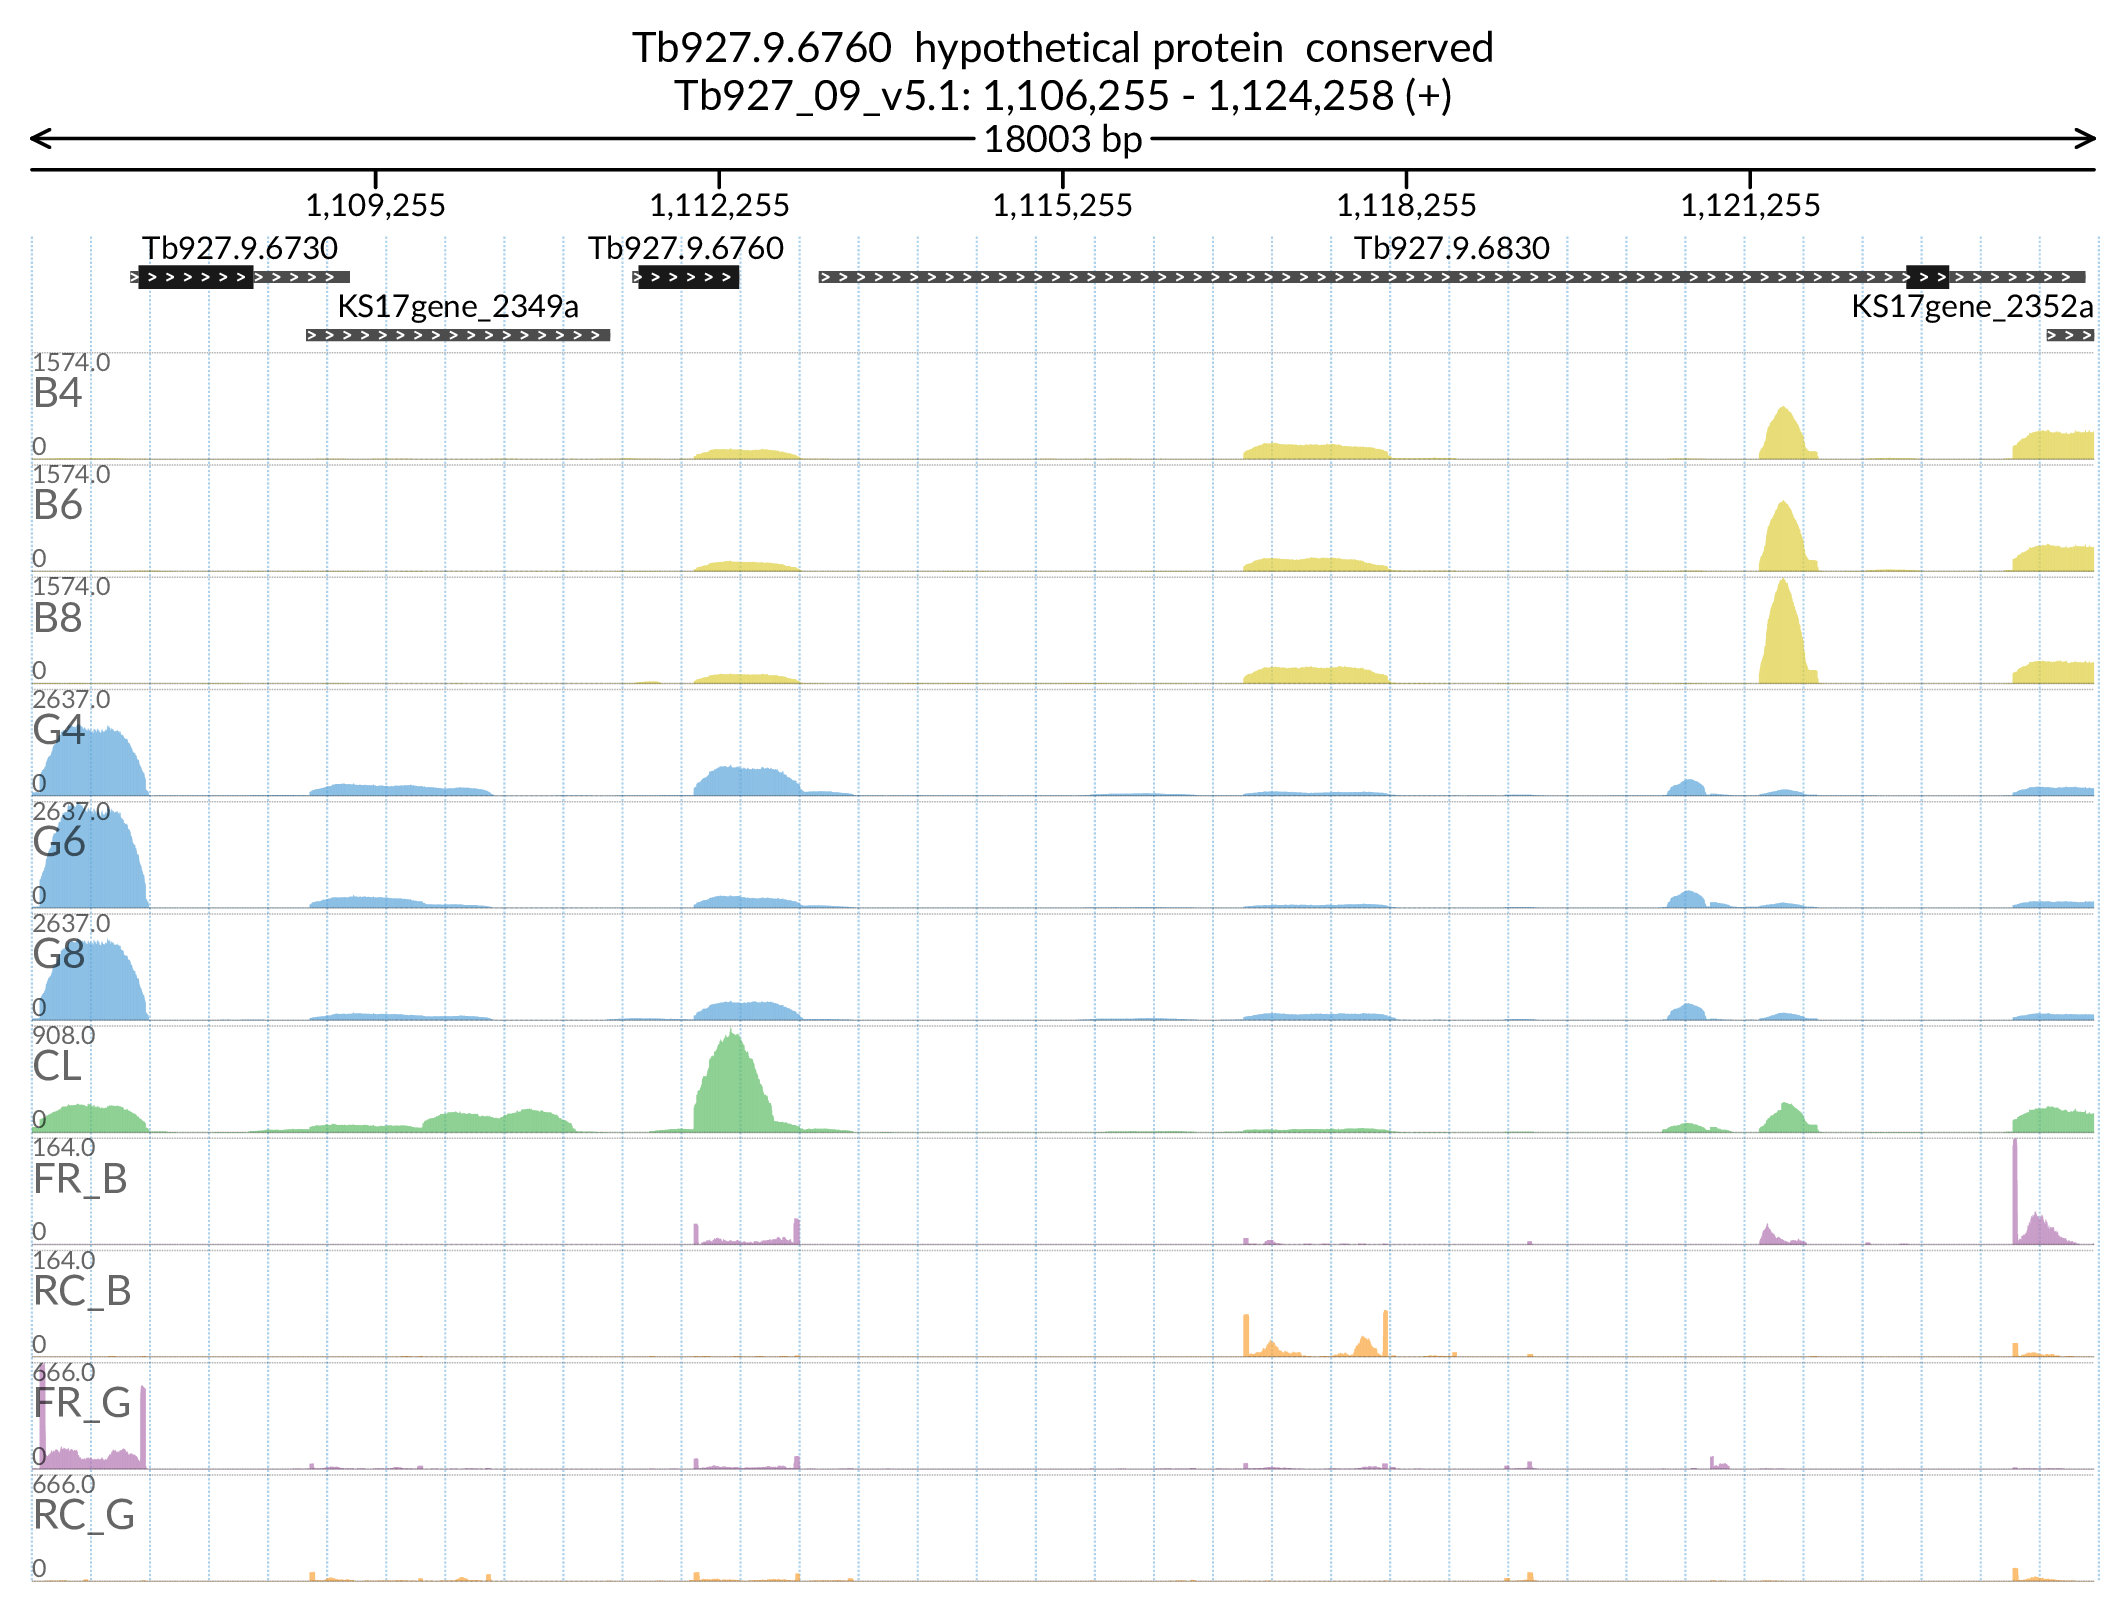 Tb927.9.6760  hypothetical protein  conserved
Tb927_09_v5.1: 1,106,255 - 1,124,258 (+)
18003 bp
1,109,255 1,112,255 1,115,255 1,118,255 1,121,255
Tb927.9.6730 Tb927.9.6760 Tb927.9.6830
KS17gene_2349a KS17gene_2352a
1574.0
B4
0
1574.0
B6
0
1574.0
B8
0
2637.0
G4
0
2637.0
G6
0
2637.0
G8
0
908.0
CL
0
164.0
FR_B
0
164.0
RC_B
0
666.0
FR_G
0
666.0
RC_G
0